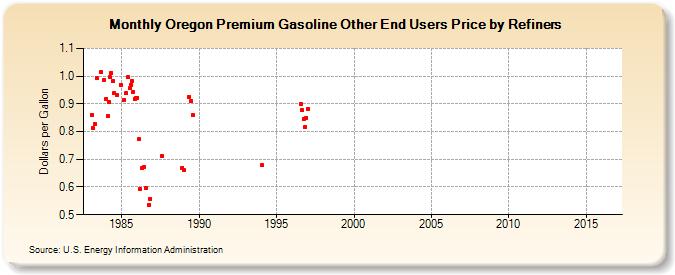 Monthly Oregon Premium Gasoline Other End Users Price by Refiners
Dollars per Gallon
1.1
1.0
0.9
0.8
0.7
0.6
0.5
1985 1990 1995 2000 2005 2010 2015
Source: U.S. Energy Information Administration